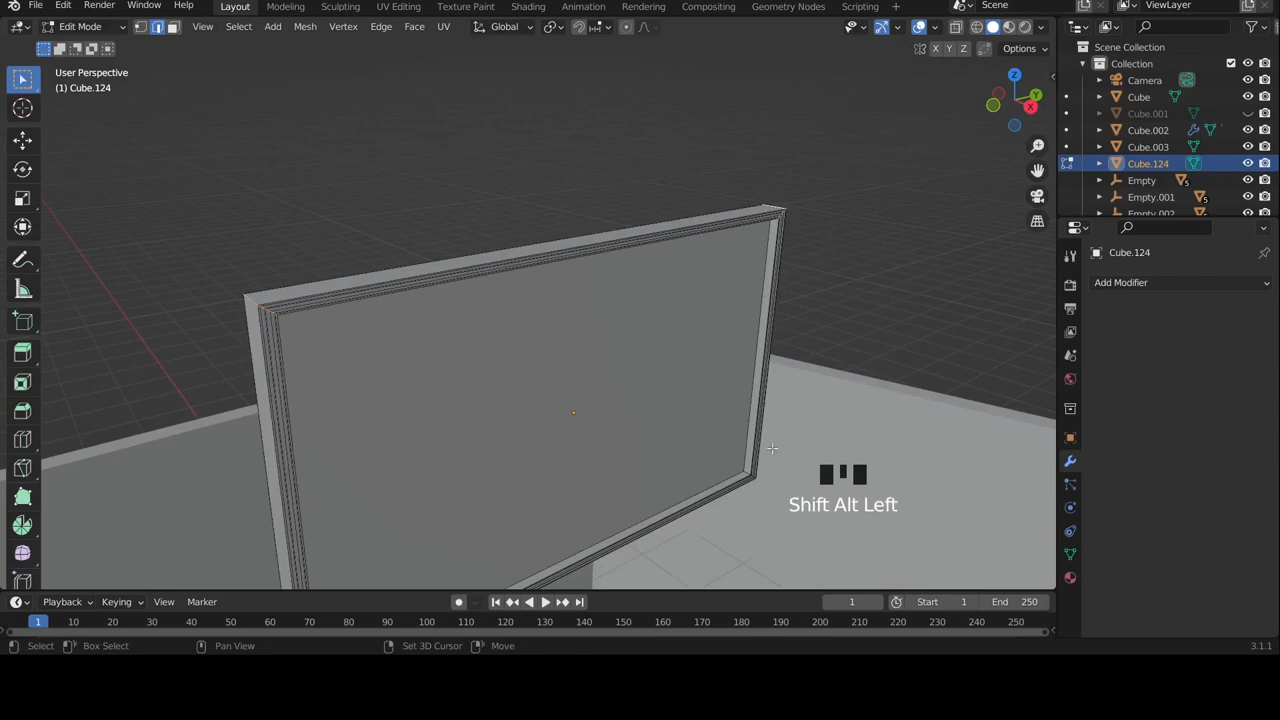 File Edit Render Window Help Layout Modeling Sculpting UV Editing Texture Paint Shading Animation Rendering Compositing Geometry Nodes Scripting + Scene ViewLayer
Edit Mode View Select Add Mesh Vertex Edge Face UV Global
X Y Z Options
User Perspective
(1) Cube.124
Z
Y
X
Scene Collection
Collection
Camera
Cube
Cube.001
Cube.002
Cube.003
Cube.124
Empty
5
Empty.001
5
Empty.002
Cube.124
Add Modifier
Shift Alt Left
Playback Keying View Marker 1 Start 1 End 250
1 10 20 30 40 50 60 70 80 90 100 110 120 130 140 150 160 170 180 190 200 210 220 230 240 250
Select Box Select Pan View Set 3D Cursor Move 3.1.1